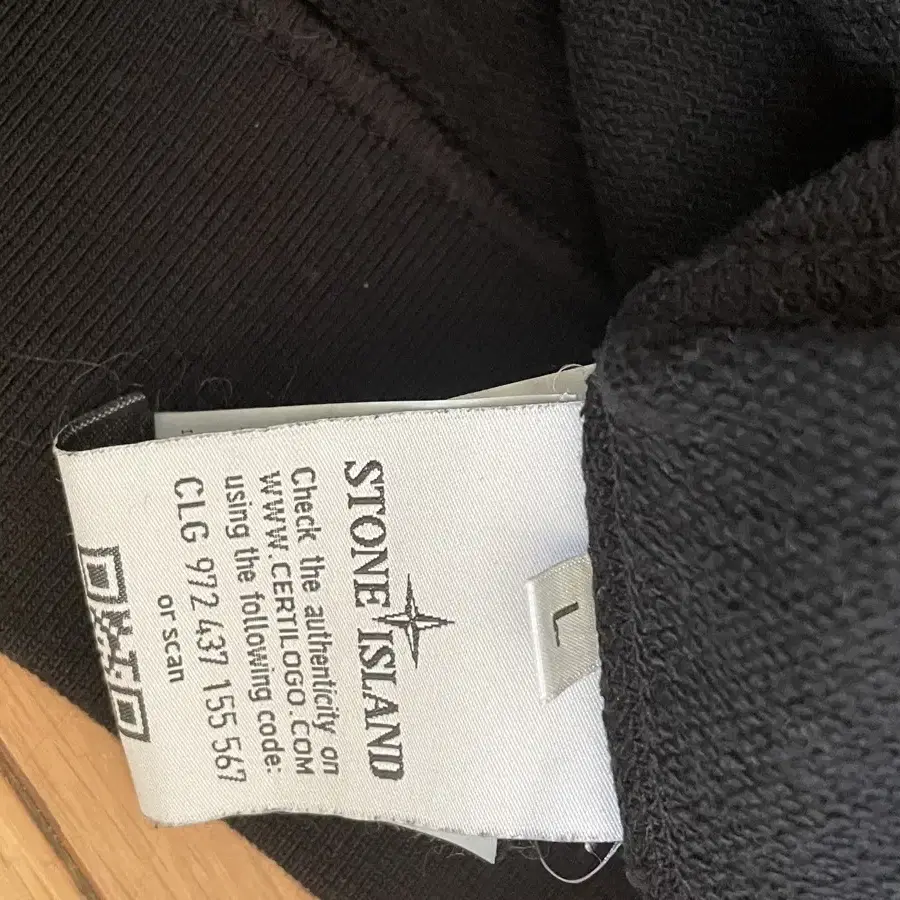 STONE ISLAND
Check the authenticity on
WWW.CERTILOGO.COM
using the following code:
CLG 972 437 155 567
or scan
L